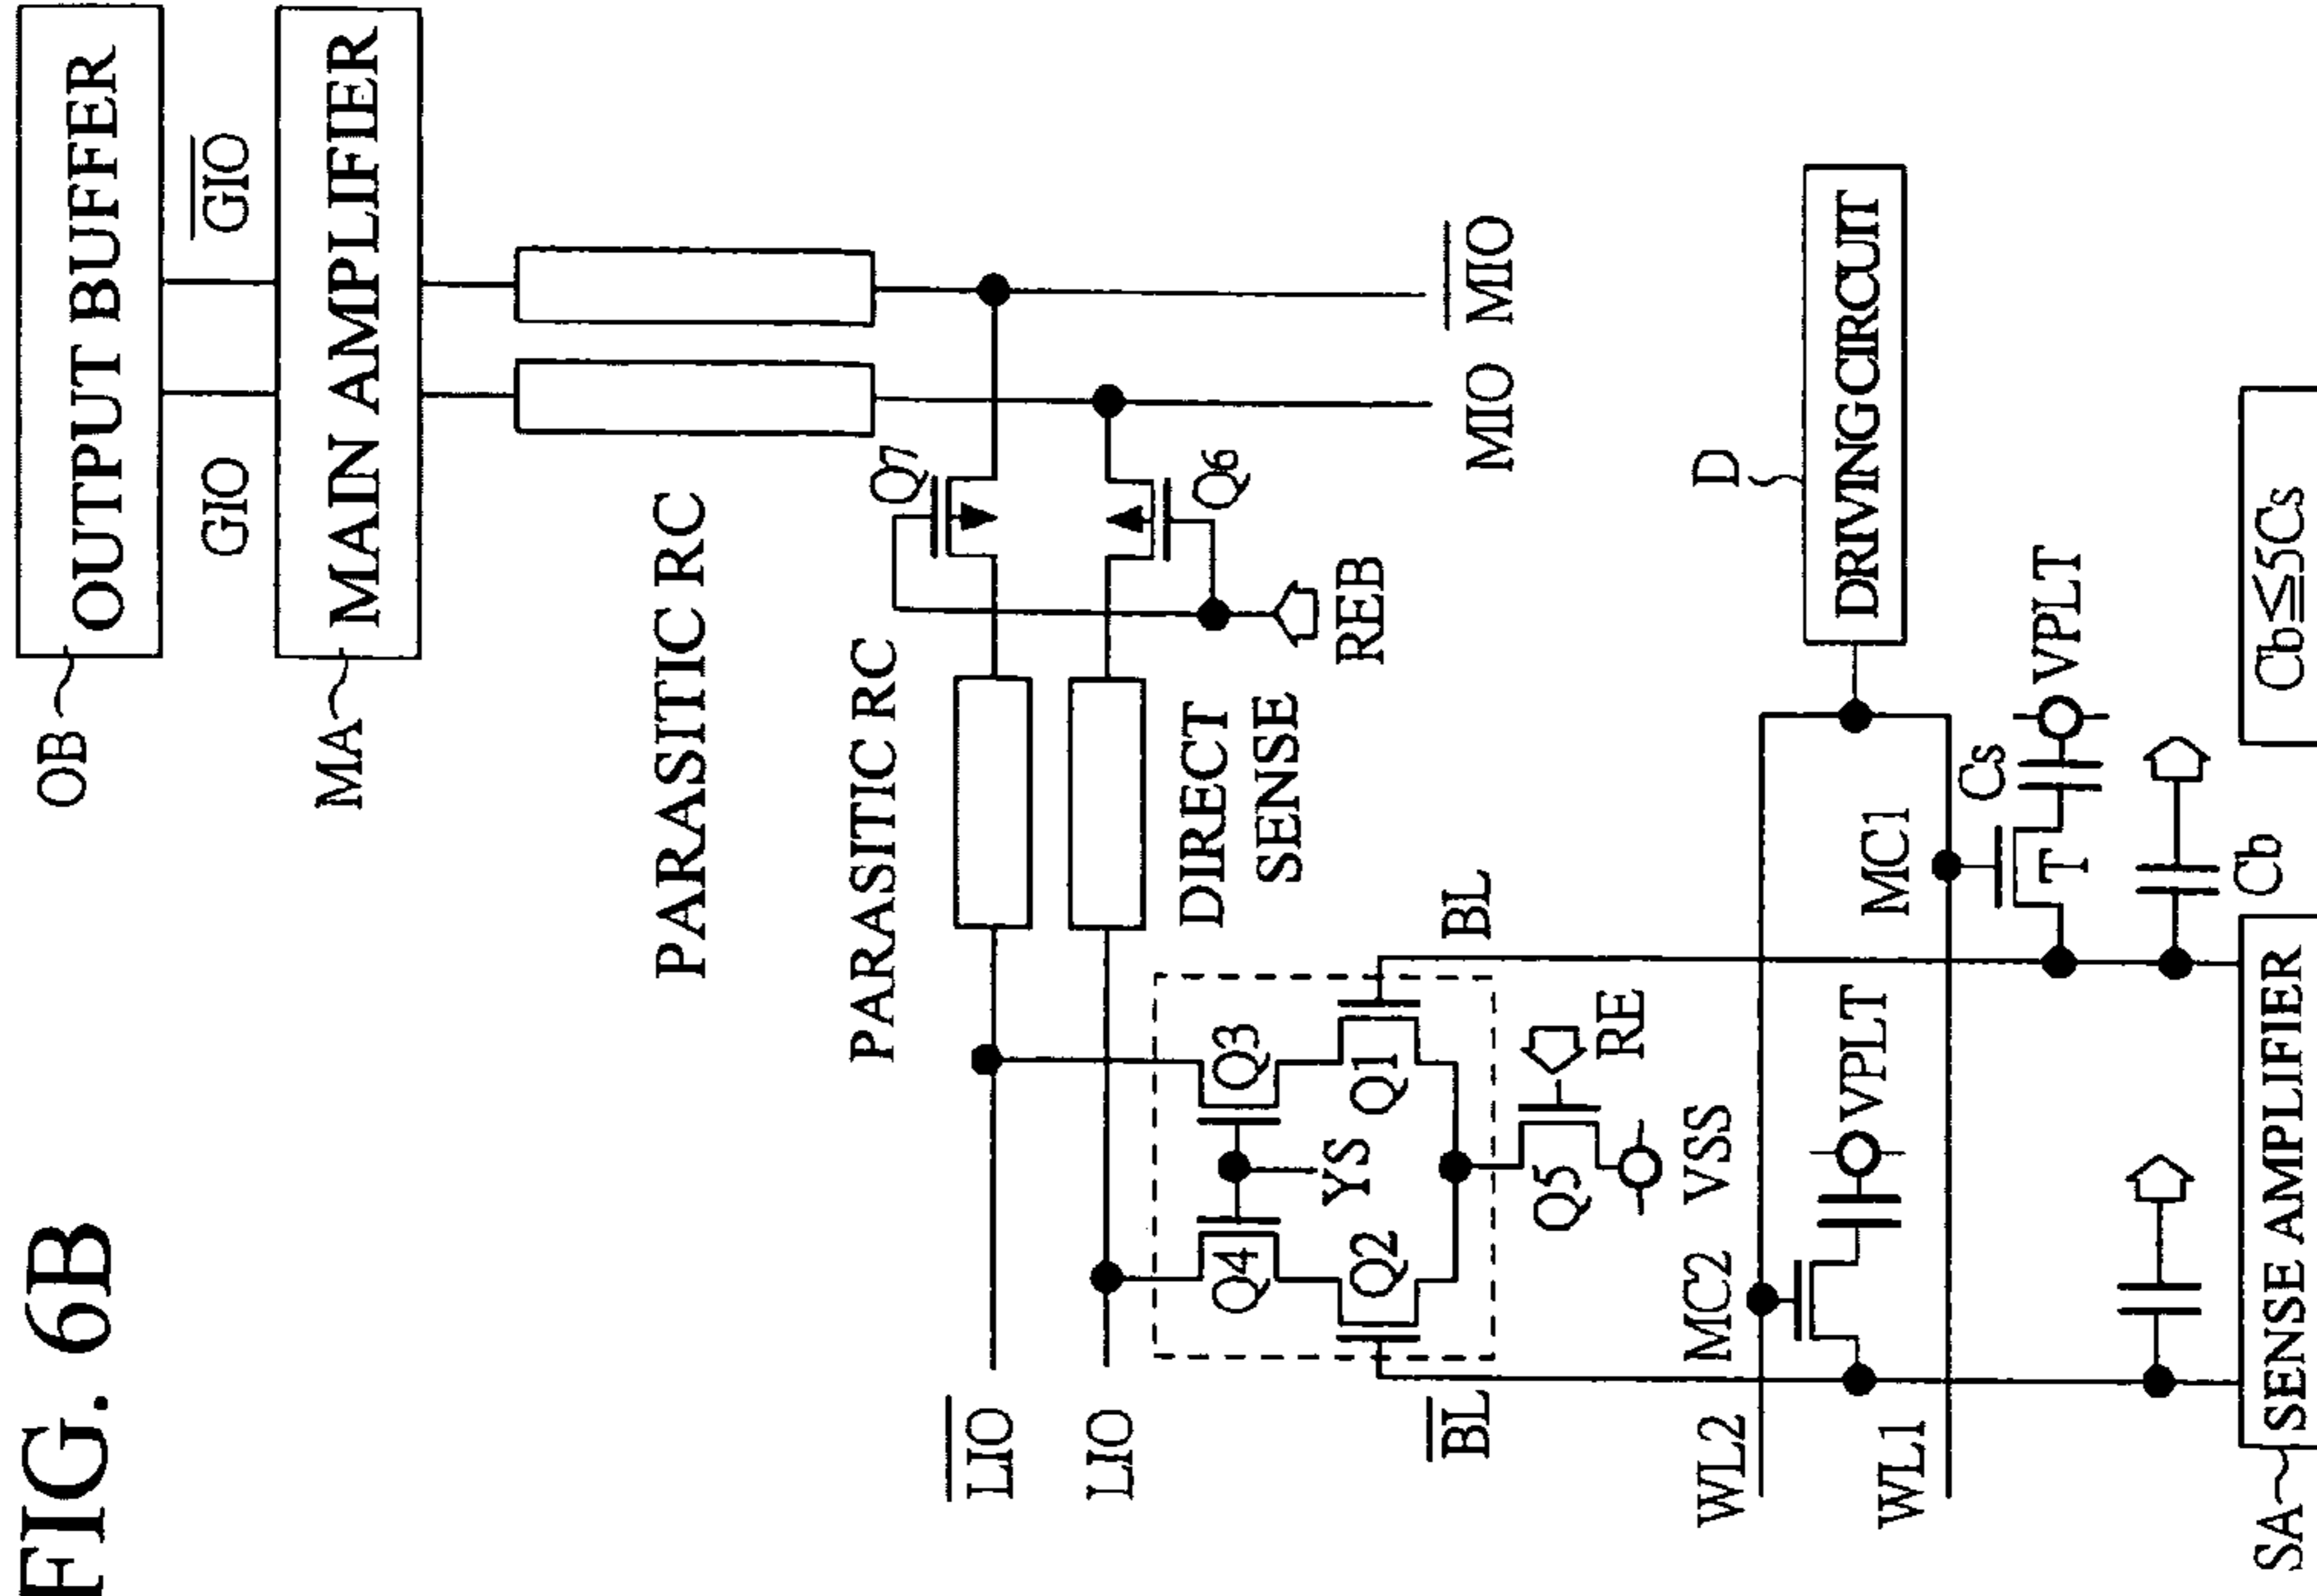 FIG. 6B
OB
OUTPUT BUFFER
GIO
GIO
MA
MAIN AMPLIFIER
PARASITIC RC
PARASITIC RC
Q7
LIO
LIO
DIRECT
SENSE
Q6
REB
MIO
MIO
Q4
Q3
YS
Q2
Q1
BL
BL
Q5
RE
VSS
WL2
MC2
D
DRIVING CIRCUIT
VPLT
WL1
MC1
Cs
T
VPLT
Cb
SA
SENSE AMPLIFIER
Cb≦5Cs